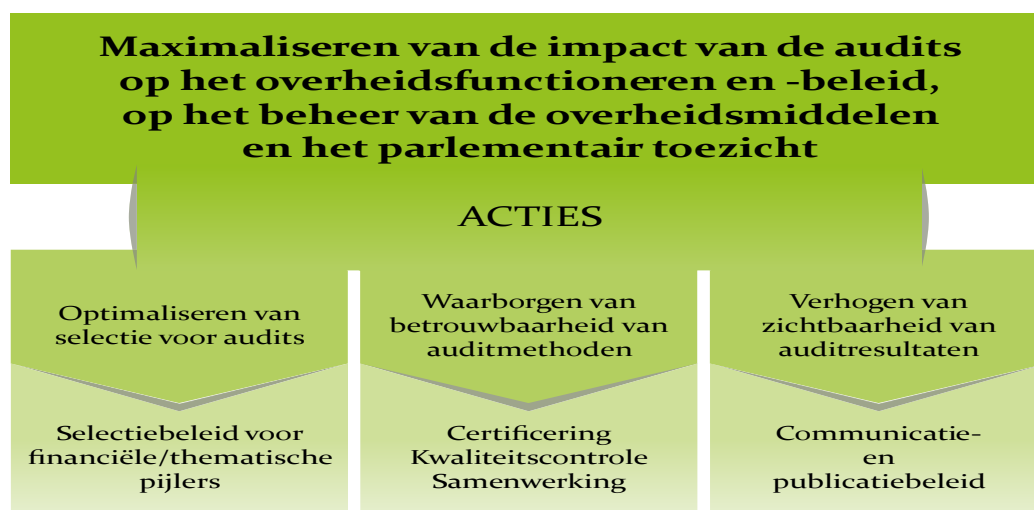 Maximaliseren van de impact van de audits
op het overheidsfunctioneren en -beleid,
op het beheer van de overheidsmiddelen
en het parlementair toezicht
ACTIES
Optimaliseren van
selectie voor audits
Selectiebeleid voor
financiële/thematische
pijlers
Waarborgen van
betrouwbaarheid van
auditmethoden
Certificering
Kwaliteitscontrole
Samenwerking
Verhogen van
zichtbaarheid van
auditresultaten
Communicatie-
en
publicatiebeleid